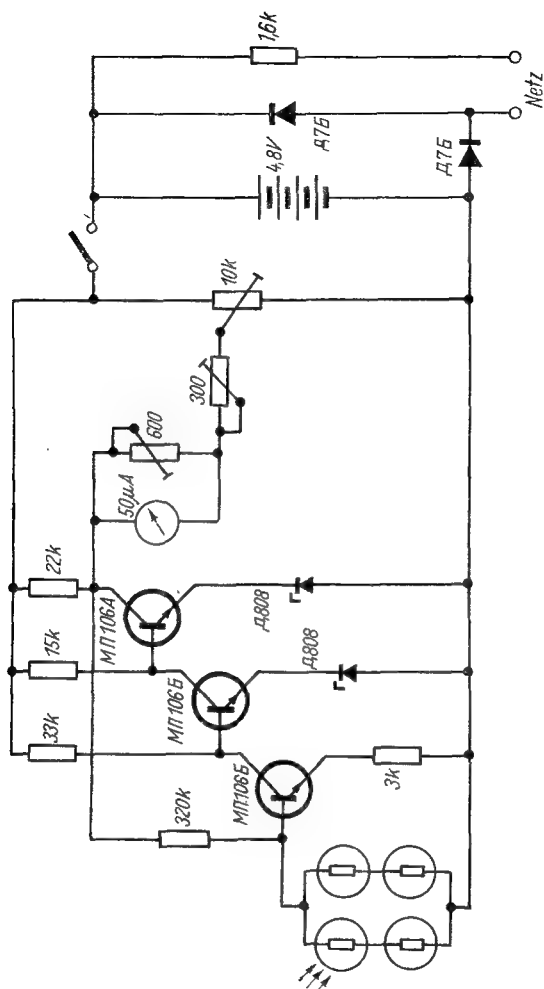 1,6k
Netz
Д7Б
Д7Б
4,8V
10k
300
600
50µA
22k
МП106А
Д808
15k
МП106Б
Д808
33k
МП106Б
3k
320k